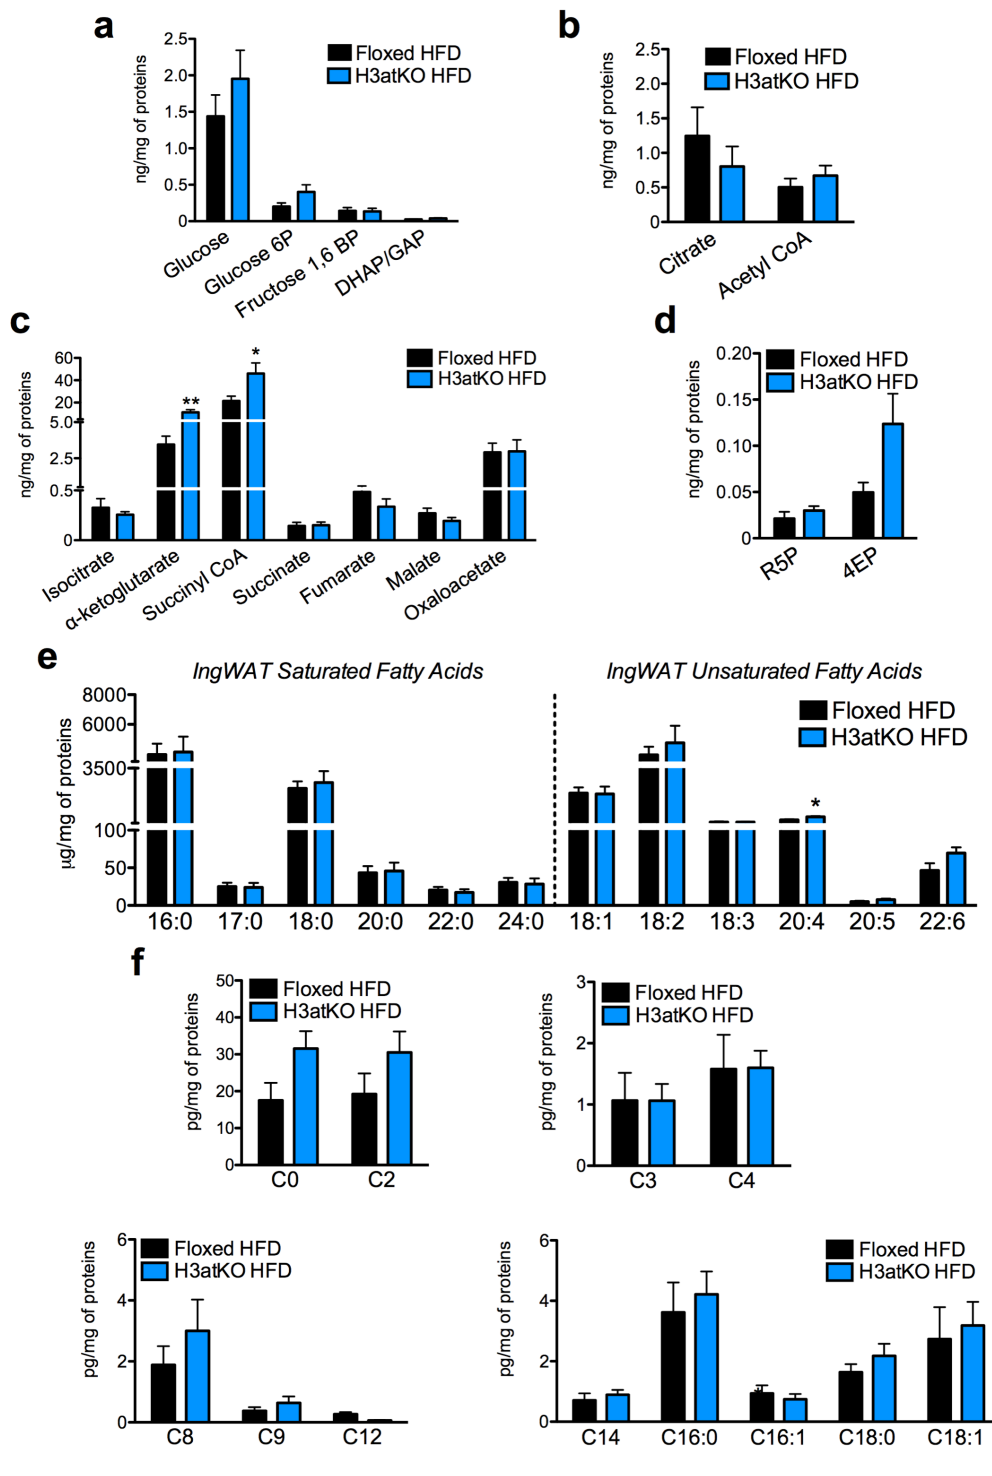 a
2.5
2.0
1.5
1.0
0.5
0
ng/mg of proteins
Floxed HFD
H3atKO HFD
Glucose
Glucose 6P
Fructose 1,6 BP
DHAP/GAP
b
2.5
2.0
1.5
1.0
0.5
0
ng/mg of proteins
Floxed HFD
H3atKO HFD
Citrate
Acetyl CoA
c
60
40
20
5.0
2.5
0.5
0
ng/mg of proteins
**
*
Floxed HFD
H3atKO HFD
Isocitrate
α-ketoglutarate
Succinyl CoA
Succinate
Fumarate
Malate
Oxaloacetate
d
0.20
0.15
0.10
0.05
0
ng/mg of proteins
Floxed HFD
H3atKO HFD
R5P
4EP
e
IngWAT Saturated Fatty Acids
IngWAT Unsaturated Fatty Acids
8000
6000
3500
100
50
0
µg/mg of proteins
Floxed HFD
H3atKO HFD
*
16:0 17:0 18:0 20:0 22:0 24:0 18:1 18:2 18:3 20:4 20:5 22:6
f
50
40
30
20
10
0
pg/mg of proteins
Floxed HFD
H3atKO HFD
C0 C2
3
2
1
0
pg/mg of proteins
Floxed HFD
H3atKO HFD
C3 C4
6
4
2
0
pg/mg of proteins
Floxed HFD
H3atKO HFD
C8 C9 C12
6
4
2
0
pg/mg of proteins
Floxed HFD
H3atKO HFD
*
C14 C16:0 C16:1 C18:0 C18:1